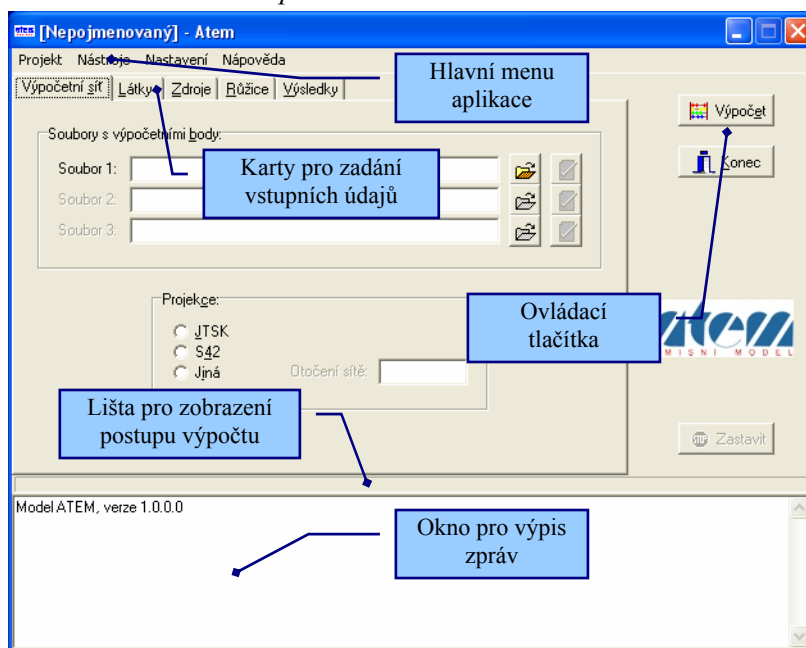 [Nepojmenovaný] - Atem
Projekt Nástroje Nastavení Nápověda
Hlavní menu
aplikace
Výpočetní síť Látky Zdroje Růžice Výsledky
Výpočet
Soubory s výpočetními body:
Karty pro zadání
vstupních údajů
Soubor 1:
Konec
Soubor 2:
Soubor 3:
Projekce:
Ovládací
tlačítka
JTSK
S42
Jiná
Otočení sítě:
atem
MISNÍ MODEL
Lišta pro zobrazení
postupu výpočtu
STOP Zastavit
Model ATEM, verze 1.0.0.0
Okno pro výpis
zpráv